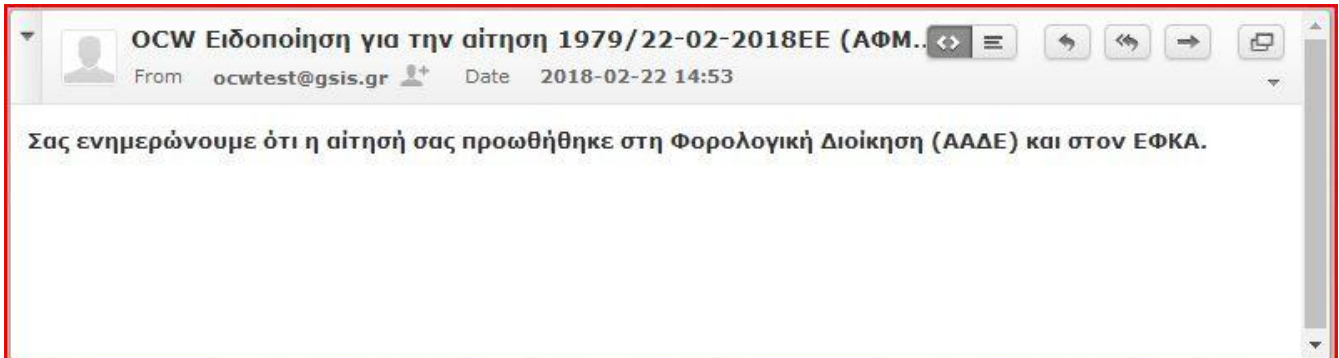 OCW Ειδοποίηση για την αίτηση 1979/22-02-2018ΕΕ (ΑΦΜ..
From ocwtest@gsis.gr Date 2018-02-22 14:53
Σας ενημερώνουμε ότι η αίτησή σας προωθήθηκε στη Φορολογική Διοίκηση (ΑΑΔΕ) και στον ΕΦΚΑ.